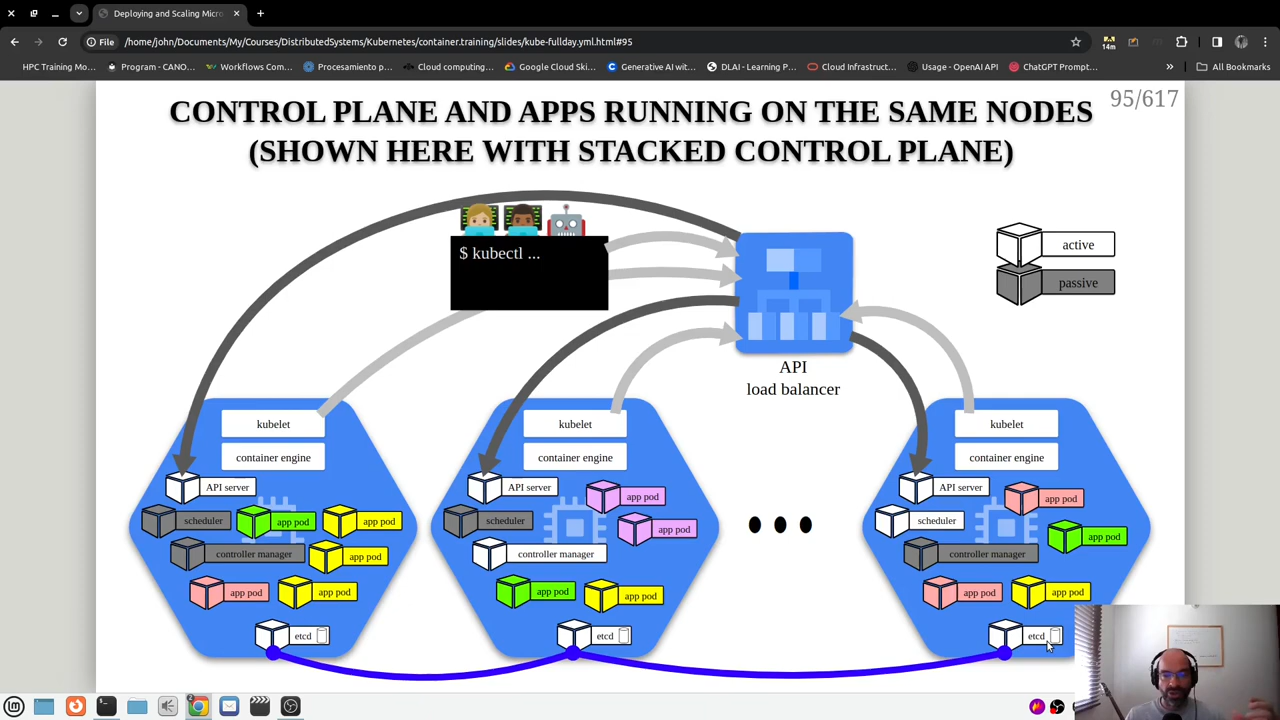 Deploying and Scaling Micro
File
/home/john/Documents/My/Courses/DistributedSystems/Kubernetes/container.training/slides/kube-fullday.yml.html#95
14m
HPC Training Mo...
Program - CANO...
Workflows Com...
Procesamiento p...
Cloud computing...
Google Cloud Ski...
Generative AI wit...
DLAI - Learning P...
Cloud Infrastruct...
Usage - OpenAI API
ChatGPT Prompt...
»
All Bookmarks
95/617
CONTROL PLANE AND APPS RUNNING ON THE SAME NODES
(SHOWN HERE WITH STACKED CONTROL PLANE)
$ kubectl ...
active
passive
API
load balancer
kubelet
container engine
API server
scheduler
app pod
app pod
controller manager
app pod
app pod
app pod
etcd
kubelet
container engine
API server
app pod
scheduler
app pod
controller manager
app pod
app pod
etcd
kubelet
container engine
API server
app pod
scheduler
app pod
controller manager
app pod
app pod
etcd
2